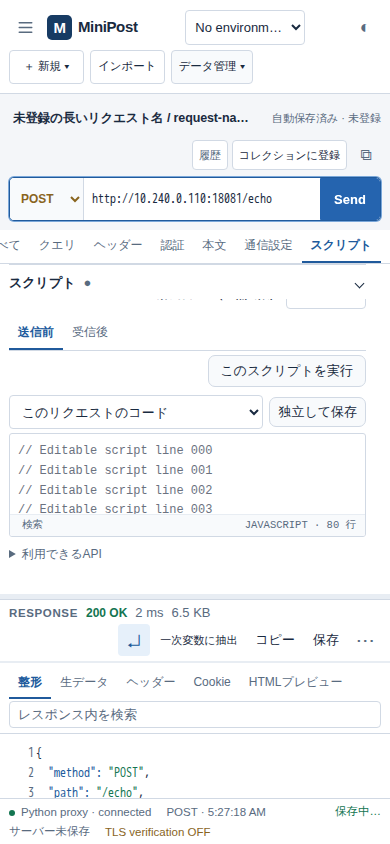 M MiniPost No environm…
＋ 新規 ▾ インポート データ管理 ▾
未登録の長いリクエスト名 / request-na… 自動保存済み · 未登録
履歴 コレクションに登録
POST http://10.240.0.110:18081/echo Send
べて クエリ ヘッダー 認証 本文 通信設定 スクリプト
スクリプト
送信前 受信後
このスクリプトを実行
このリクエストのコード 独立して保存
// Editable script line 000
// Editable script line 001
// Editable script line 002
// Editable script line 003
検索 JAVASCRIPT · 80 行
▶ 利用できるAPI
RESPONSE 200 OK 2 ms 6.5 KB
一次変数に抽出 コピー 保存 ···
整形 生データ ヘッダー Cookie HTMLプレビュー
レスポンス内を検索
1 {
2 "method": "POST",
3 "path": "/echo",
Python proxy · connected POST · 5:27:18 AM 保存中…
サーバー未保存 TLS verification OFF